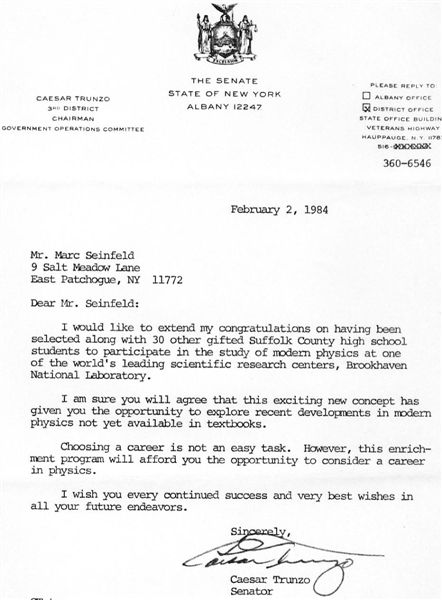 EXCELSIOR
THE SENATE
STATE OF NEW YORK
ALBANY 12247
CAESAR TRUNZO
3RD DISTRICT
CHAIRMAN
GOVERNMENT OPERATIONS COMMITTEE
PLEASE REPLY TO:
ALBANY OFFICE
DISTRICT OFFICE
STATE OFFICE BUILDIN
VETERANS HIGHWAY
HAUPPAUGE, N.Y. 1178
516-
360-6546
February 2, 1984
Mr. Marc Seinfeld
9 Salt Meadow Lane
East Patchogue, NY 11772
Dear Mr. Seinfeld:
I would like to extend my congratulations on having been
selected along with 30 other gifted Suffolk County high school
students to participate in the study of modern physics at one
of the world's leading scientific research centers, Brookhaven
National Laboratory.
I am sure you will agree that this exciting new concept has
given you the opportunity to explore recent developments in modern
physics not yet available in textbooks.
Choosing a career is not an easy task. However, this enrich-
ment program will afford you the opportunity to consider a career
in physics.
I wish you every continued success and very best wishes in
all your future endeavors.
Sincerely,
Caesar Trunzo
Caesar Trunzo
Senator